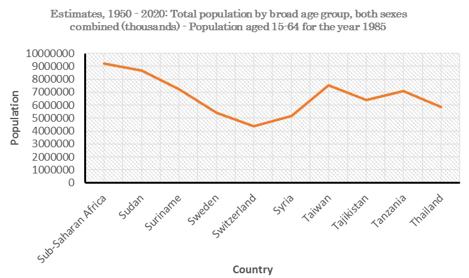 Estimates, 1950 - 2020: Total population by broad age group, both sexes
combined (thousands) - Population aged 15-64 for the year 1985
10000000
9000000
8000000
7000000
6000000
5000000
4000000
3000000
2000000
1000000
0
Population
Sub-Saharan Africa
Sudan
Suriname
Sweden
Switzerland
Syria
Taiwan
Tajikistan
Tanzania
Thailand
Country